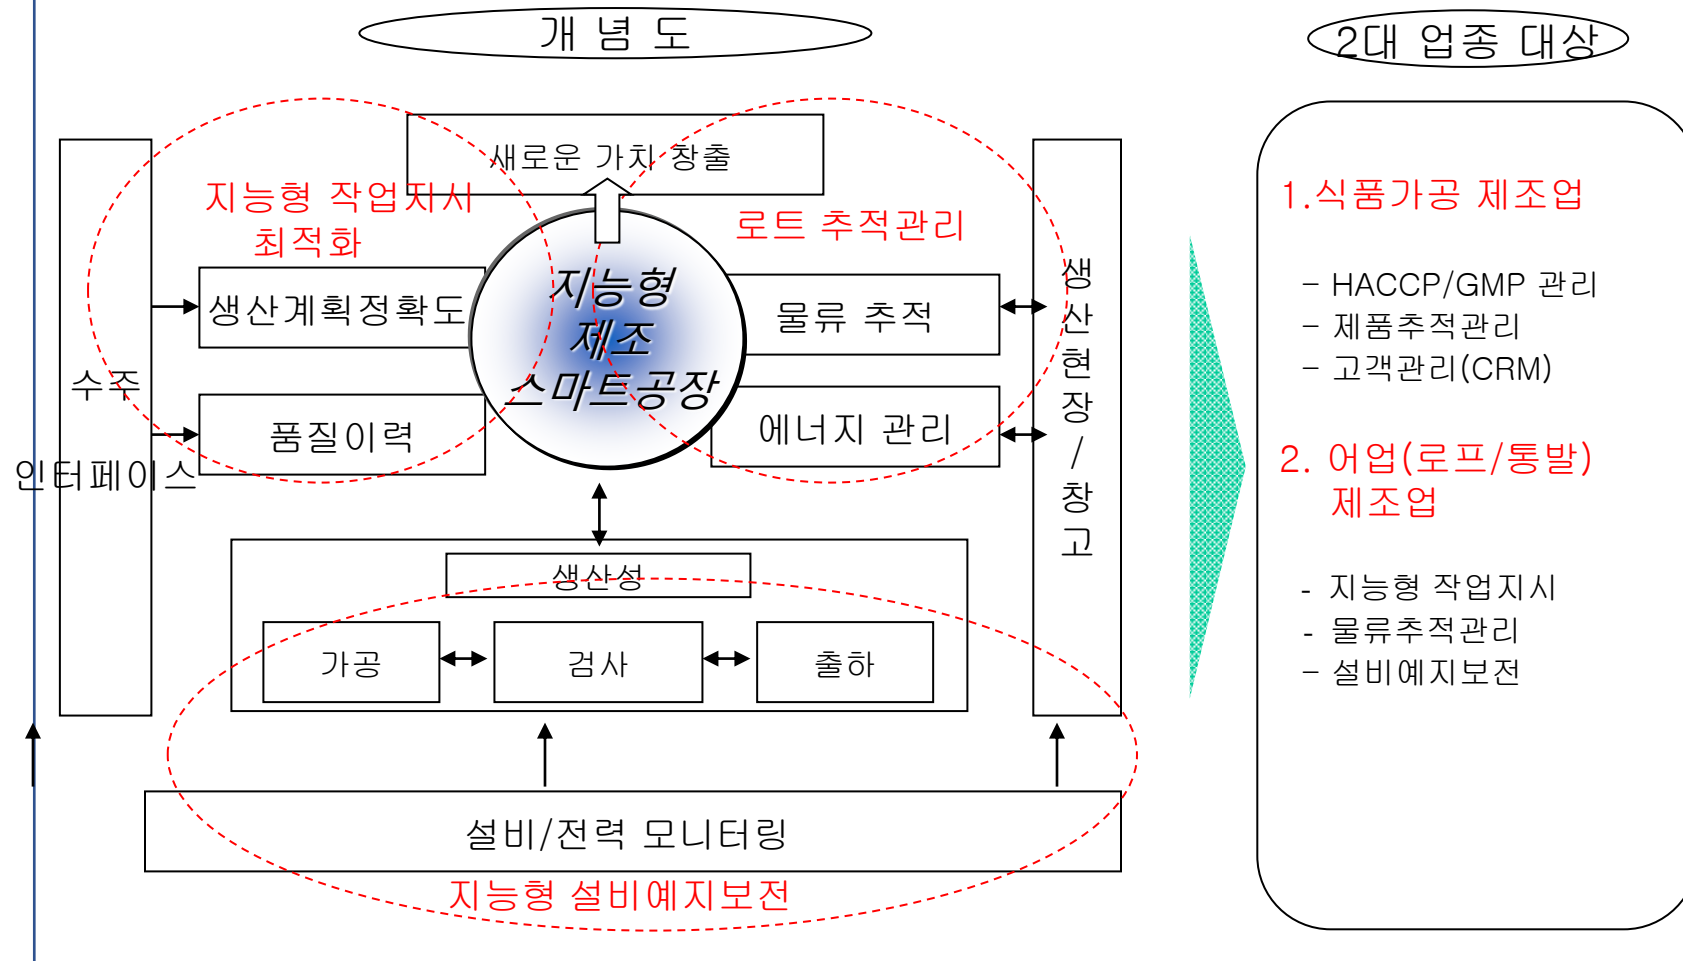 개 념 도
2대 업종 대상
새로운 가치 창출
지능형 작업지시
최적화
로트 추적관리
생산계획정확도
품질이력
지능형
제조
스마트공장
물류 추적
에너지 관리
수주
인터페이스
생
산
현
장
/
창
고
생산성
가공
검사
출하
설비/전력 모니터링
지능형 설비예지보전
1.식품가공 제조업
- HACCP/GMP 관리
- 제품추적관리
- 고객관리(CRM)
2. 어업(로프/통발)
제조업
- 지능형 작업지시
- 물류추적관리
- 설비예지보전